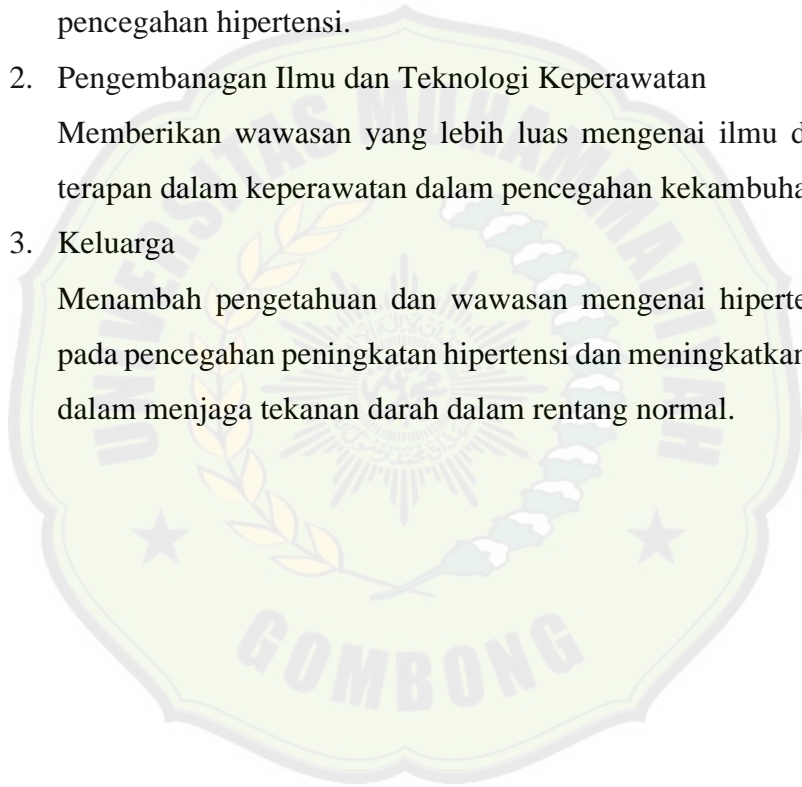 pencegahan hipertensi.
2. Pengembanagan Ilmu dan Teknologi Keperawatan
Memberikan wawasan yang lebih luas mengenai ilmu d
terapan dalam keperawatan dalam pencegahan kekambuha
3. Keluarga
Menambah pengetahuan dan wawasan mengenai hiperte
pada pencegahan peningkatan hipertensi dan meningkatkan
dalam menjaga tekanan darah dalam rentang normal.
UNIVERSITAS MUHAMMADIYAH
GOMBONG